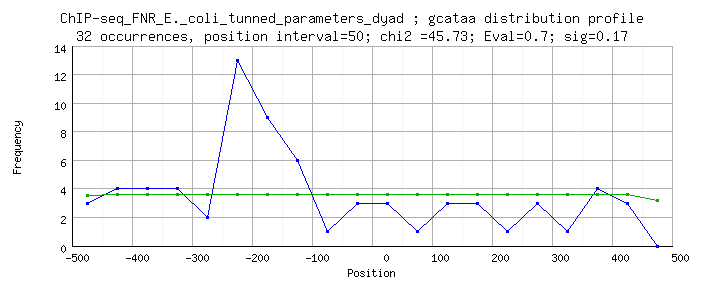 ChIP-seq_FNR_E._coli_tunned_parameters_dyad ; gcataa distribution profile
32 occurrences, position interval=50; chi2 =45.73; Eval=0.7; sig=0.17
14
12
10
8
6
4
2
0
Frequency
-500 -400 -300 -200 -100 0 100 200 300 400 500
Position